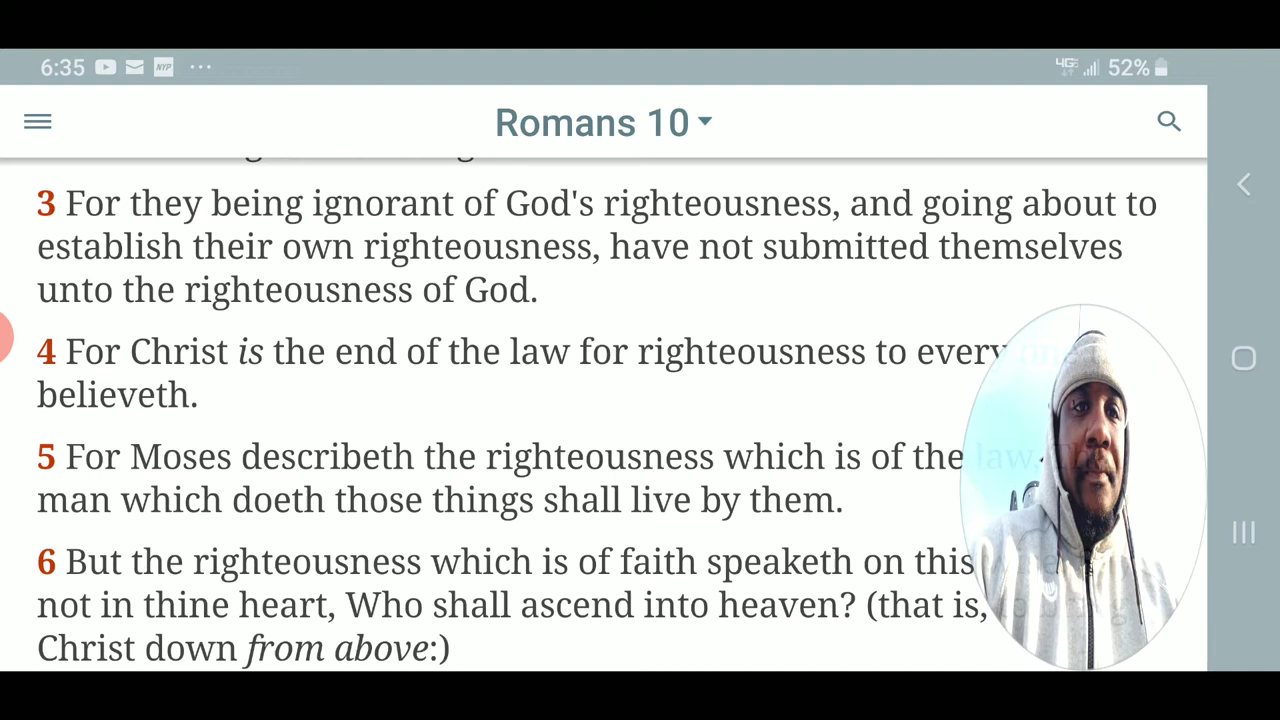 6:35 NYP ... 4GE 52%
Romans 10
3 For they being ignorant of God's righteousness, and going about to
establish their own righteousness, have not submitted themselves
unto the righteousness of God.
4 For Christ is the end of the law for righteousness to every one
believeth.
5 For Moses describeth the righteousness which is of the law,
man which doeth those things shall live by them.
6 But the righteousness which is of faith speaketh on this
not in thine heart, Who shall ascend into heaven? (that is,
Christ down from above:)